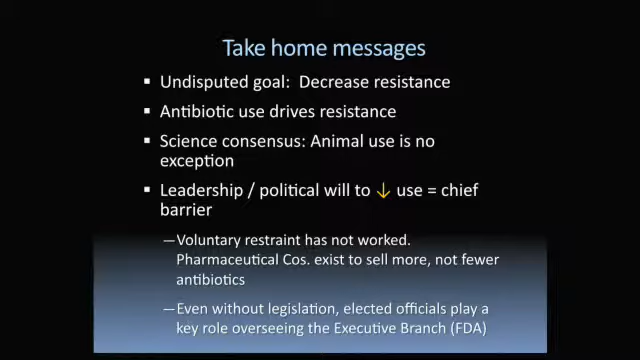 Take home messages
▪ Undisputed goal: Decrease resistance
▪ Antibiotic use drives resistance
▪ Science consensus: Animal use is no
exception
▪ Leadership / political will to ↓ use = chief
barrier
—Voluntary restraint has not worked.
Pharmaceutical Cos. exist to sell more, not fewer
antibiotics
—Even without legislation, elected officials play a
key role overseeing the Executive Branch (FDA)